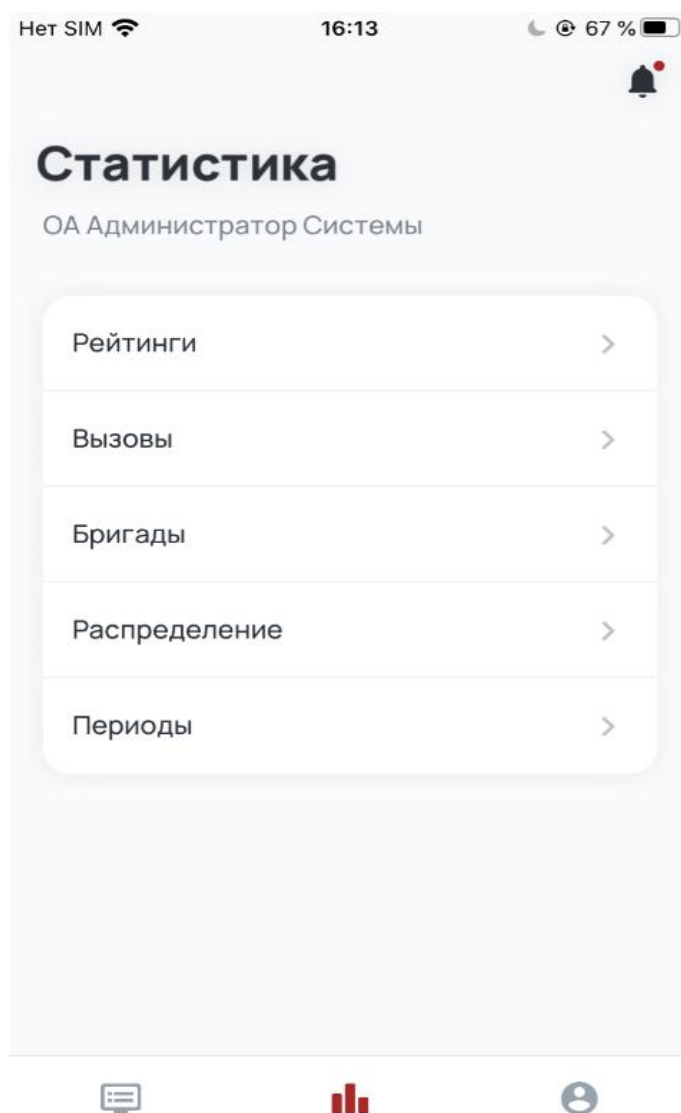 Нет SIM 16:13 67 %
Статистика
ОА Администратор Системы
Рейтинги
Вызовы
Бригады
Распределение
Периоды